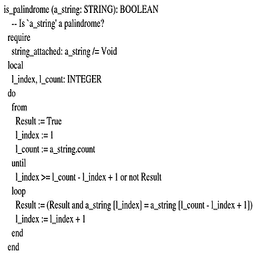 is_palindrome (a_string: STRING): BOOLEAN
-- Is `a_string' a palindrome?
require
string_attached: a_string /= Void
local
l_index, l_count: INTEGER
do
from
Result := True
l_index := 1
l_count := a_string.count
until
l_index >= l_count - l_index + 1 or not Result
loop
Result := (Result and a_string [l_index] = a_string [l_count - l_index + 1])
l_index := l_index + 1
end
end